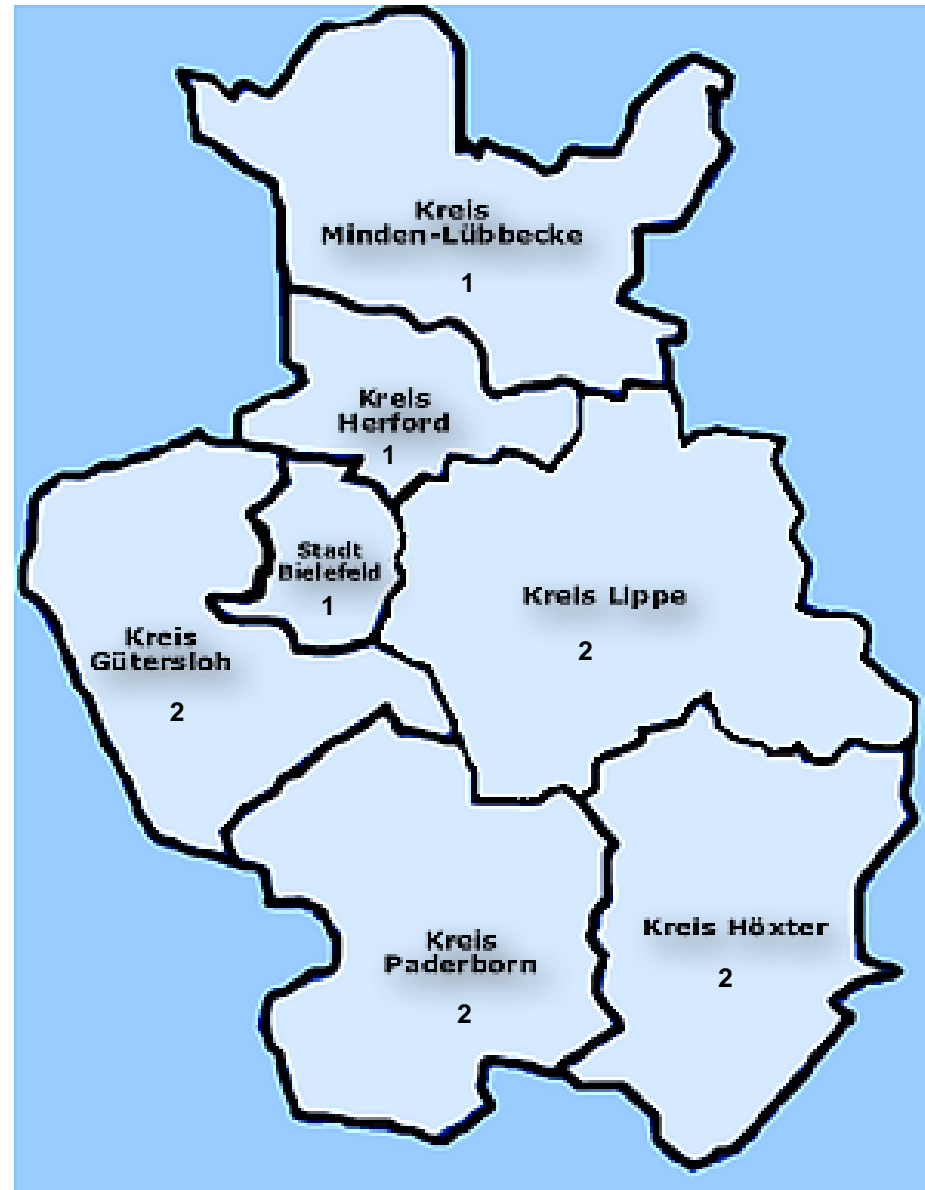 Kreis
Minden-Lübbecke
1
Kreis
Herford
1
Stadt
Bielefeld
1
Kreis Lippe
2
Kreis
Gütersloh
2
Kreis Höxter
2
Kreis
Paderborn
2